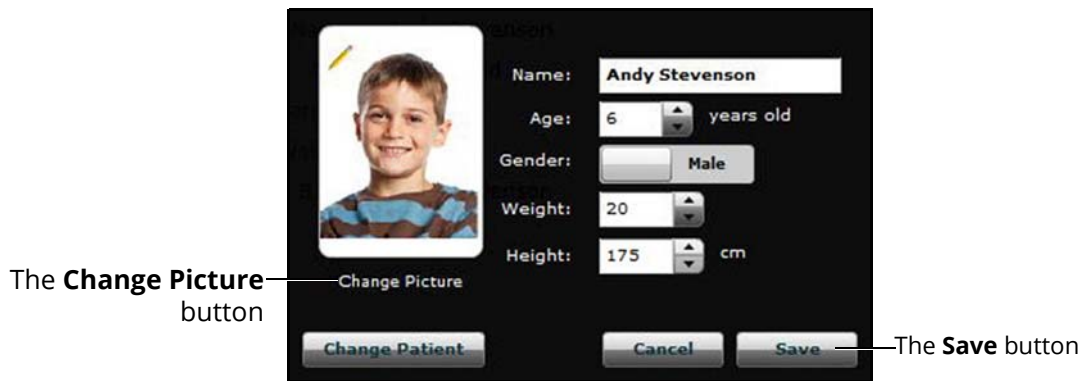 Name: Andy Stevenson
Age: 6 years old
Gender: Male
Weight: 20
Height: 175 cm
The Change Picture
button
Change Picture
Change Patient
Cancel
Save
The Save button